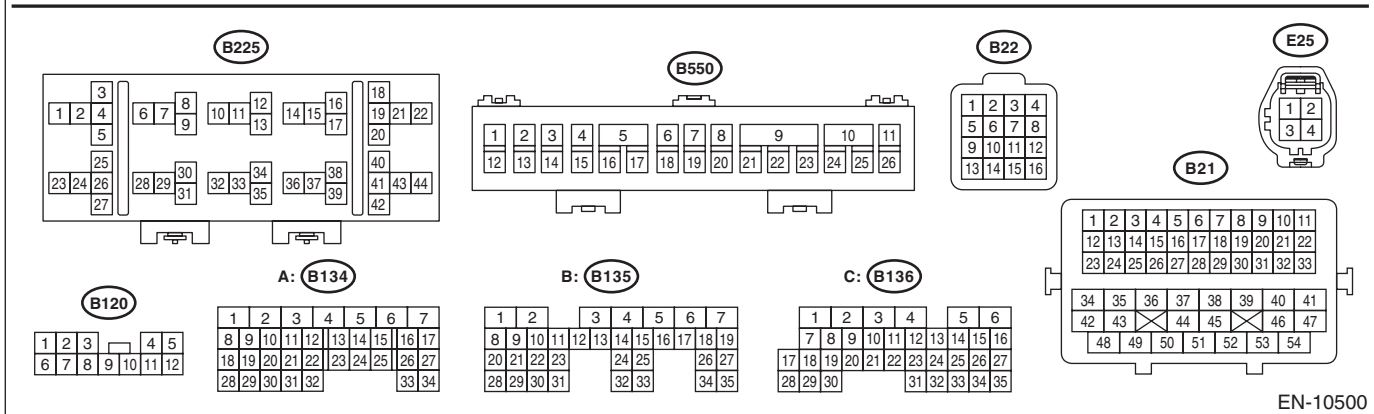 B225
B550
B22
E25
3 8 12 16 18
1 2 4 6 7 10 11 14 15 19 21 22
5 9 13 17 20
25 30 34 38 40
23 24 26 28 29 32 33 36 37 41 43 44
27 31 35 39 42
1 2 3 4 5 6 7 8 9 10 11
12 13 14 15 16 17 18 19 20 21 22 23 24 25 26
1 2 3 4
5 6 7 8
9 10 11 12
13 14 15 16
1 2
3 4
B21
1 2 3 4 5 6 7 8 9 10 11
12 13 14 15 16 17 18 19 20 21 22
23 24 25 26 27 28 29 30 31 32 33
34 35 36 37 38 39 40 41
42 43 44 45 46 47
48 49 50 51 52 53 54
B120
1 2 3 4 5
6 7 8 9 10 11 12
A: B134
1 2 3 4 5 6 7
8 9 10 11 12 13 14 15 16 17
18 19 20 21 22 23 24 25 26 27
28 29 30 31 32 33 34
B: B135
1 2 3 4 5 6 7
8 9 10 11 12 13 14 15 16 17 18 19
20 21 22 23 24 25 26 27
28 29 30 31 32 33 34 35
C: B136
1 2 3 4 5 6
7 8 9 10 11 12 13 14 15 16
17 18 19 20 21 22 23 24 25 26 27
28 29 30 31 32 33 34 35
EN-10500